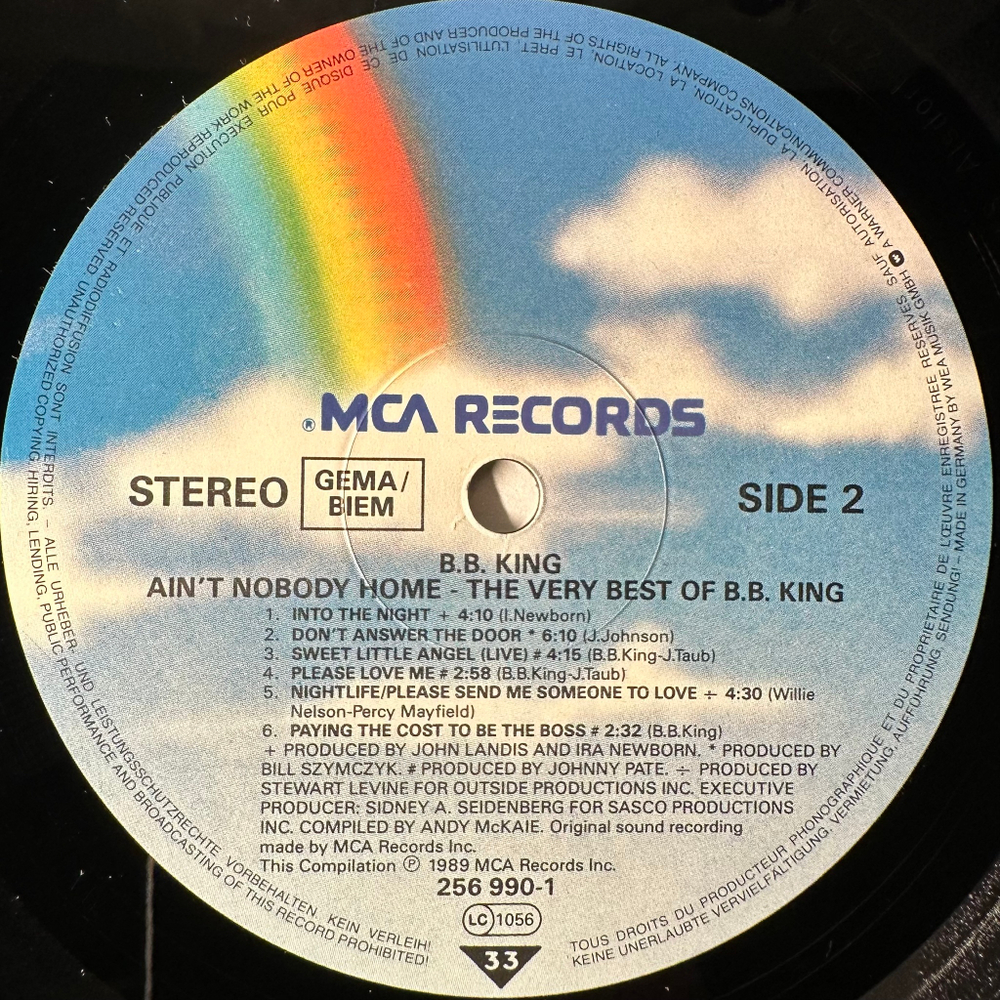 ® MCA RECORDS
STEREO
GEMA/
BIEM
SIDE 2
B.B. KING
AIN'T NOBODY HOME - THE VERY BEST OF B.B. KING
1. INTO THE NIGHT + 4:10 (I.Newborn)
2. DON'T ANSWER THE DOOR * 6:10 (J.Johnson)
3. SWEET LITTLE ANGEL (LIVE) # 4:15 (B.B.King-J.Taub)
4. PLEASE LOVE ME # 2:58 (B.B.King-J.Taub)
5. NIGHTLIFE/PLEASE SEND ME SOMEONE TO LOVE ÷ 4:30 (Willie
Nelson-Percy Mayfield)
6. PAYING THE COST TO BE THE BOSS # 2:32 (B.B.King)
+ PRODUCED BY JOHN LANDIS AND IRA NEWBORN. * PRODUCED BY
BILL SZYMCZYK. # PRODUCED BY JOHNNY PATE. ÷ PRODUCED BY
STEWART LEVINE FOR OUTSIDE PRODUCTIONS INC. EXECUTIVE
PRODUCER: SIDNEY A. SEIDENBERG FOR SASCO PRODUCTIONS
INC. COMPILED BY ANDY McKAIE. Original sound recording
made by MCA Records Inc.
This Compilation Ⓟ 1989 MCA Records Inc.
256 990-1
LC 1056
33
TOUS DROITS DU PRODUCTEUR PHONOGRAPHIQUE ET DU PROPRIETAIRE DE L'ŒUVRE ENREGISTREE RESERVES SAUF AUTORISATION, LA DUPLICATION, LA LOCATION, LE PRET, L'UTILISATION DE CE DISQUE POUR EXECUTION PUBLIQUE ET RADIODIFFUSION SONT INTERDITS. – ALLE URHEBER- UND LEISTUNGSSCHUTZRECHTE VORBEHALTEN. KEIN VERLEIH!
KEINE UNERLAUBTE VERVIELFÄLTIGUNG, VERMIETUNG, AUFFÜHRUNG, SENDUNG! – MADE IN GERMANY BY WEA MUSIK GMBH A WARNER COMMUNICATIONS COMPANY. ALL RIGHTS OF THE PRODUCER AND OF THE OWNER OF THE WORK REPRODUCED RESERVED. UNAUTHORIZED COPYING, HIRING, LENDING, PUBLIC PERFORMANCE AND BROADCASTING OF THIS RECORD PROHIBITED!